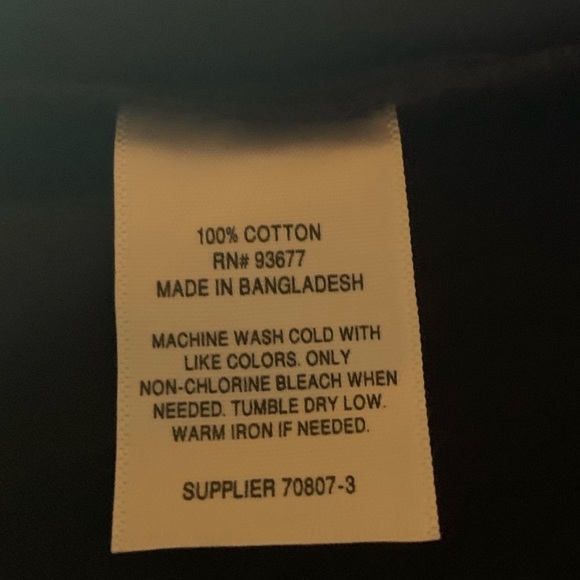 100% COTTON
RN# 93677
MADE IN BANGLADESH
MACHINE WASH COLD WITH
LIKE COLORS. ONLY
NON-CHLORINE BLEACH WHEN
NEEDED. TUMBLE DRY LOW.
WARM IRON IF NEEDED.
SUPPLIER 70807-3